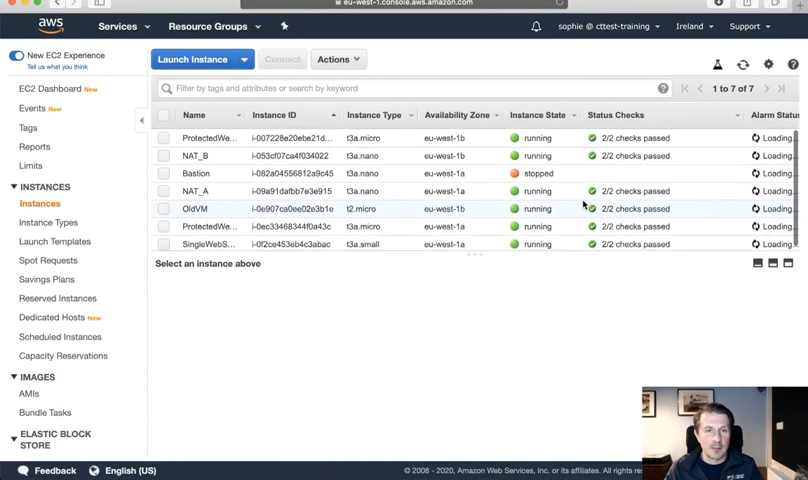 eu-west-1.console.aws.amazon.com
aws
Services
Resource Groups
sophie @ cttest-training
Ireland
Support
New EC2 Experience
Tell us what you think
EC2 Dashboard New
Events New
Tags
Reports
Limits
INSTANCES
Instances
Instance Types
Launch Templates
Spot Requests
Savings Plans
Reserved Instances
Dedicated Hosts New
Scheduled Instances
Capacity Reservations
IMAGES
AMIs
Bundle Tasks
ELASTIC BLOCK
STORE
Launch Instance
Connect
Actions
Filter by tags and attributes or search by keyword
1 to 7 of 7
Name Instance ID Instance Type Availability Zone Instance State Status Checks Alarm Status
ProtectedWe... i-007228e20ebe21d... t3a.micro eu-west-1b running 2/2 checks passed Loading...
NAT_B i-053cf07ca4f034022 t3a.nano eu-west-1b running 2/2 checks passed Loading...
Bastion i-082a04556812a9c45 t3a.nano eu-west-1a stopped Loading...
NAT_A i-09a91dafbb7e3e915 t3a.nano eu-west-1a running 2/2 checks passed Loading...
OldVM i-0e907ca0ee02e3b1e t2.micro eu-west-1b running 2/2 checks passed Loading...
ProtectedWe... i-0ec33468344f0a43c t3a.micro eu-west-1a running 2/2 checks passed Loading...
SingleWebS... i-0f2ce453eb4c3abac t3a.small eu-west-1a running 2/2 checks passed Loading...
Select an instance above
Feedback
English (US)
© 2008 - 2020, Amazon Web Services, Inc. or its affiliates. All rights